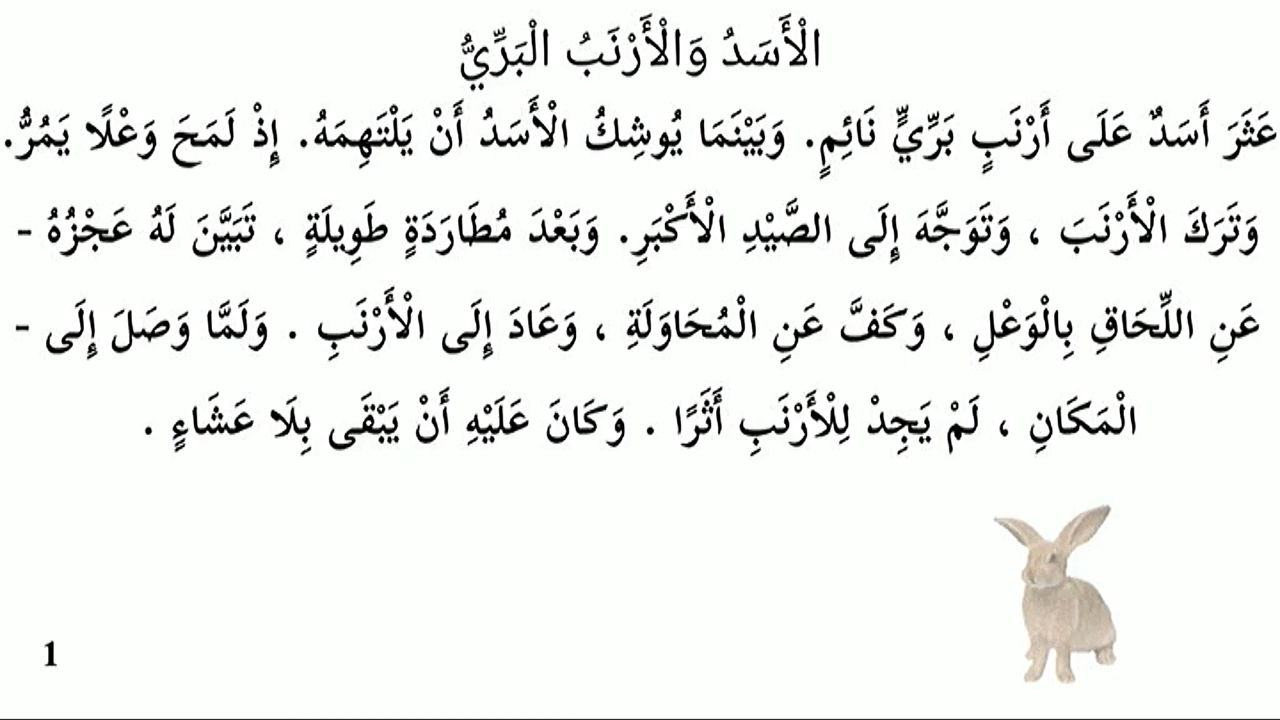 الْأَسَدُ وَالْأَرْنَبُ الْبَرِّيُّ
عَثَرَ أَسَدٌ عَلَى أَرْنَبٍ بَرِّيٍّ نَائِمٍ. وَبَيْنَمَا يُوشِكُ الْأَسَدُ أَنْ يَلْتَهِمَهُ. إِذْ لَمَحَ وَعْلًا يَمُرُّ.
وَتَرَكَ الْأَرْنَبَ ، وَتَوَجَّهَ إِلَى الصَّيْدِ الْأَكْبَرِ. وَبَعْدَ مُطَارَدَةٍ طَوِيلَةٍ ، تَبَيَّنَ لَهُ عَجْزُهُ -
عَنِ اللِّحَاقِ بِالْوَعْلِ ، وَكَفَّ عَنِ الْمُحَاوَلَةِ ، وَعَادَ إِلَى الْأَرْنَبِ . وَلَمَّا وَصَلَ إِلَى -
الْمَكَانِ ، لَمْ يَجِدْ لِلْأَرْنَبِ أَثَرًا . وَكَانَ عَلَيْهِ أَنْ يَبْقَى بِلَا عَشَاءٍ .
1